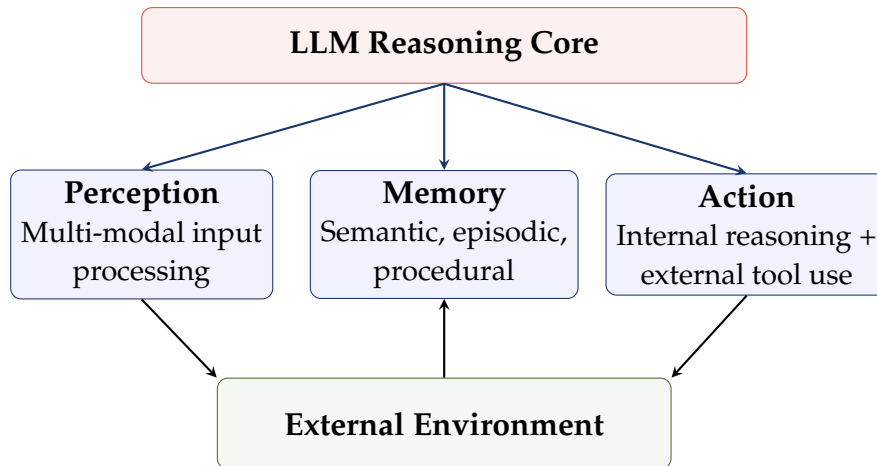 LLM Reasoning Core
Perception
Multi-modal input
processing
Memory
Semantic, episodic,
procedural
Action
Internal reasoning +
external tool use
External Environment